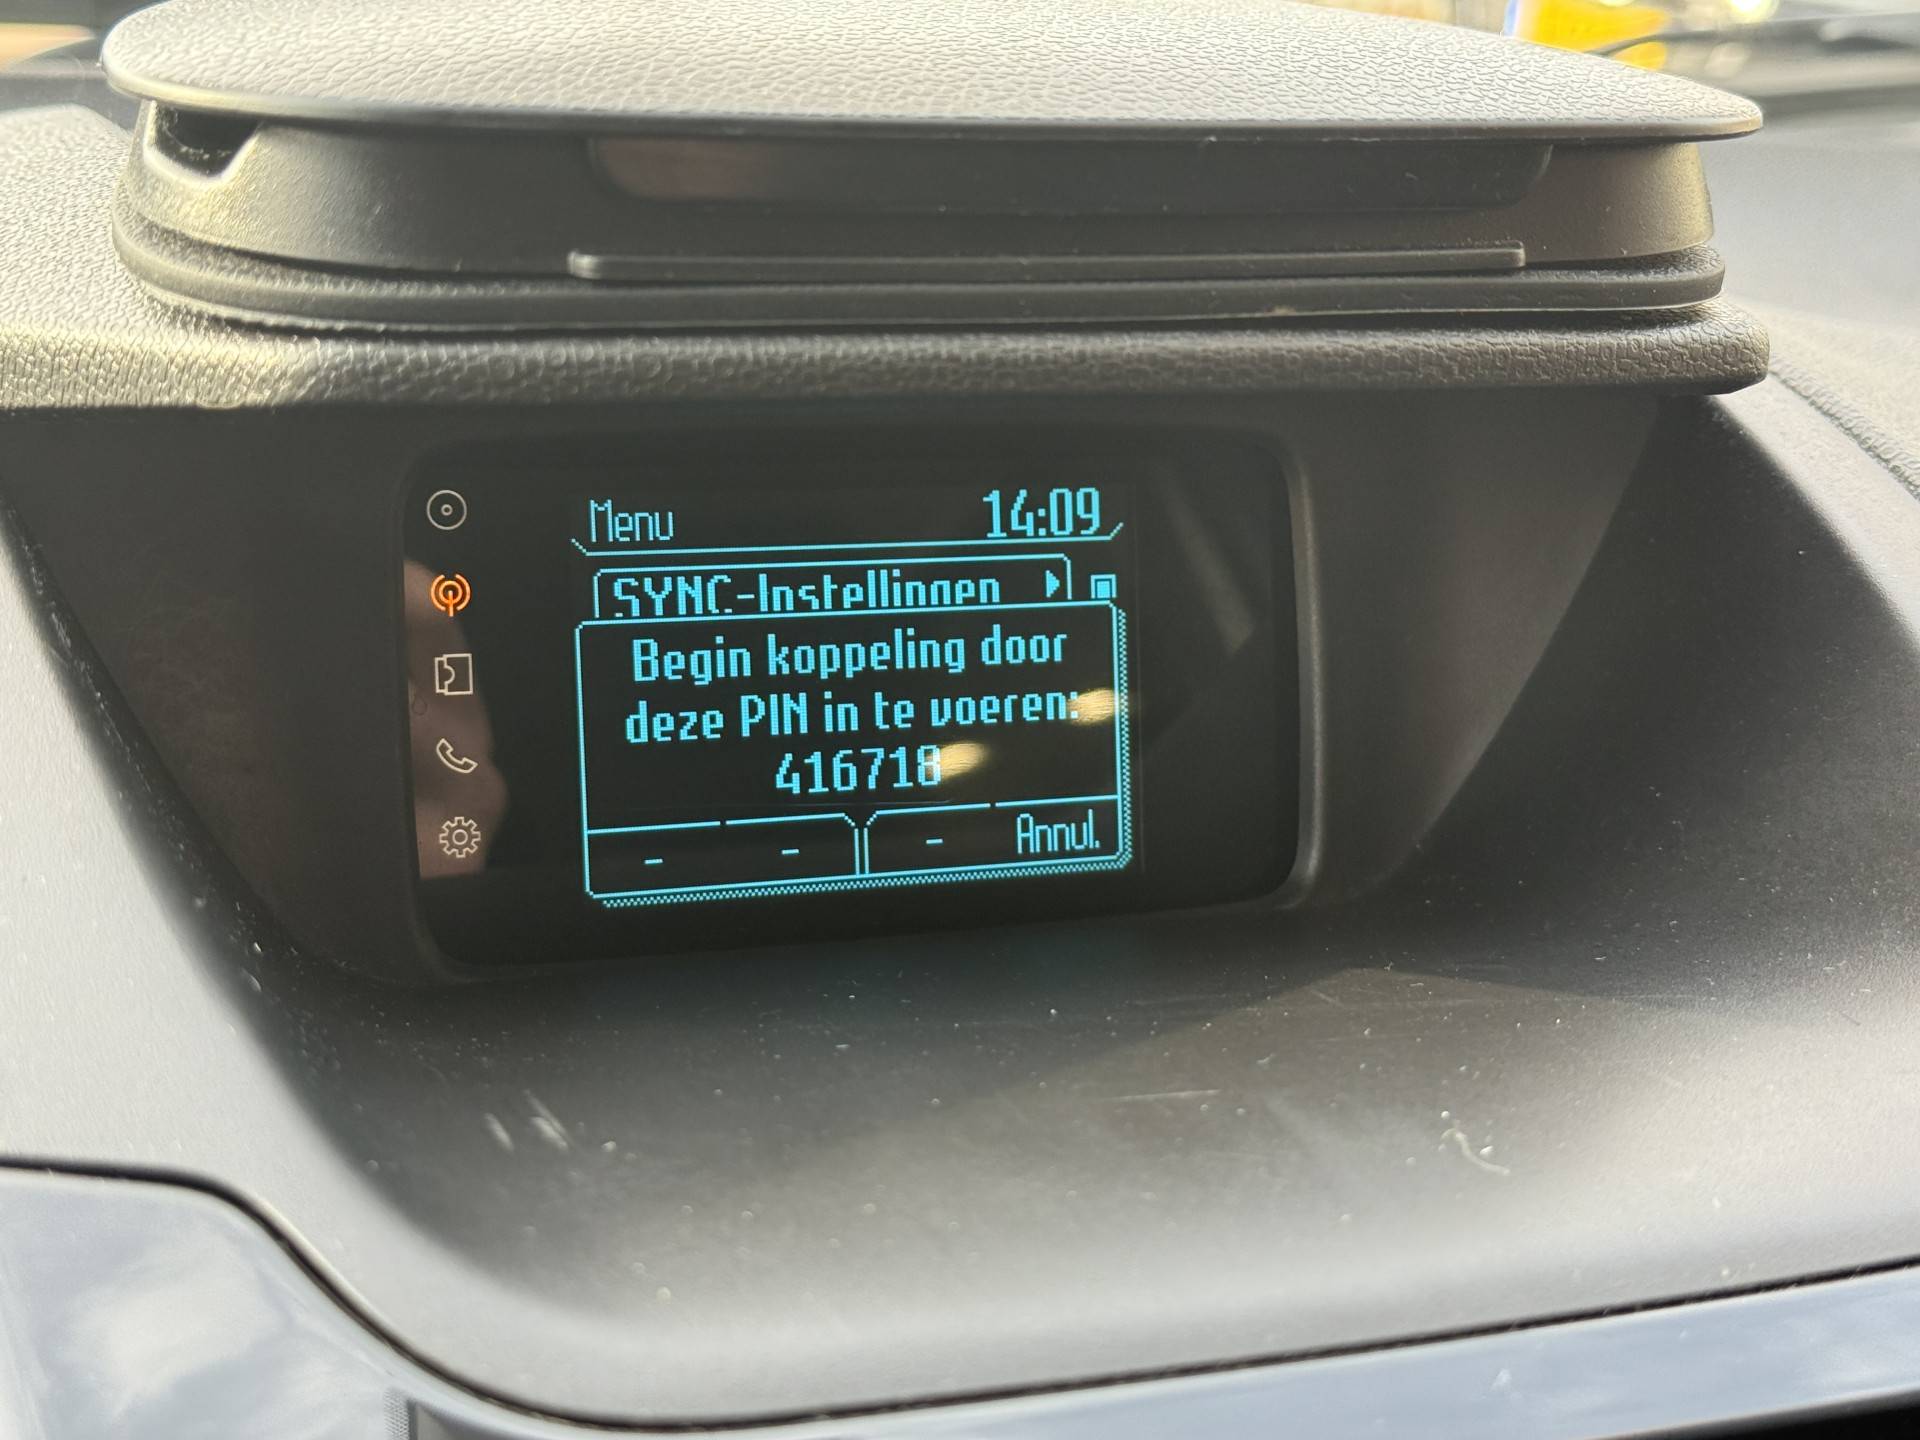 Menu 14:09
SYNC-Instellingen
Begin koppeling door
deze PIN in te voeren:
416718
- - - Annul.